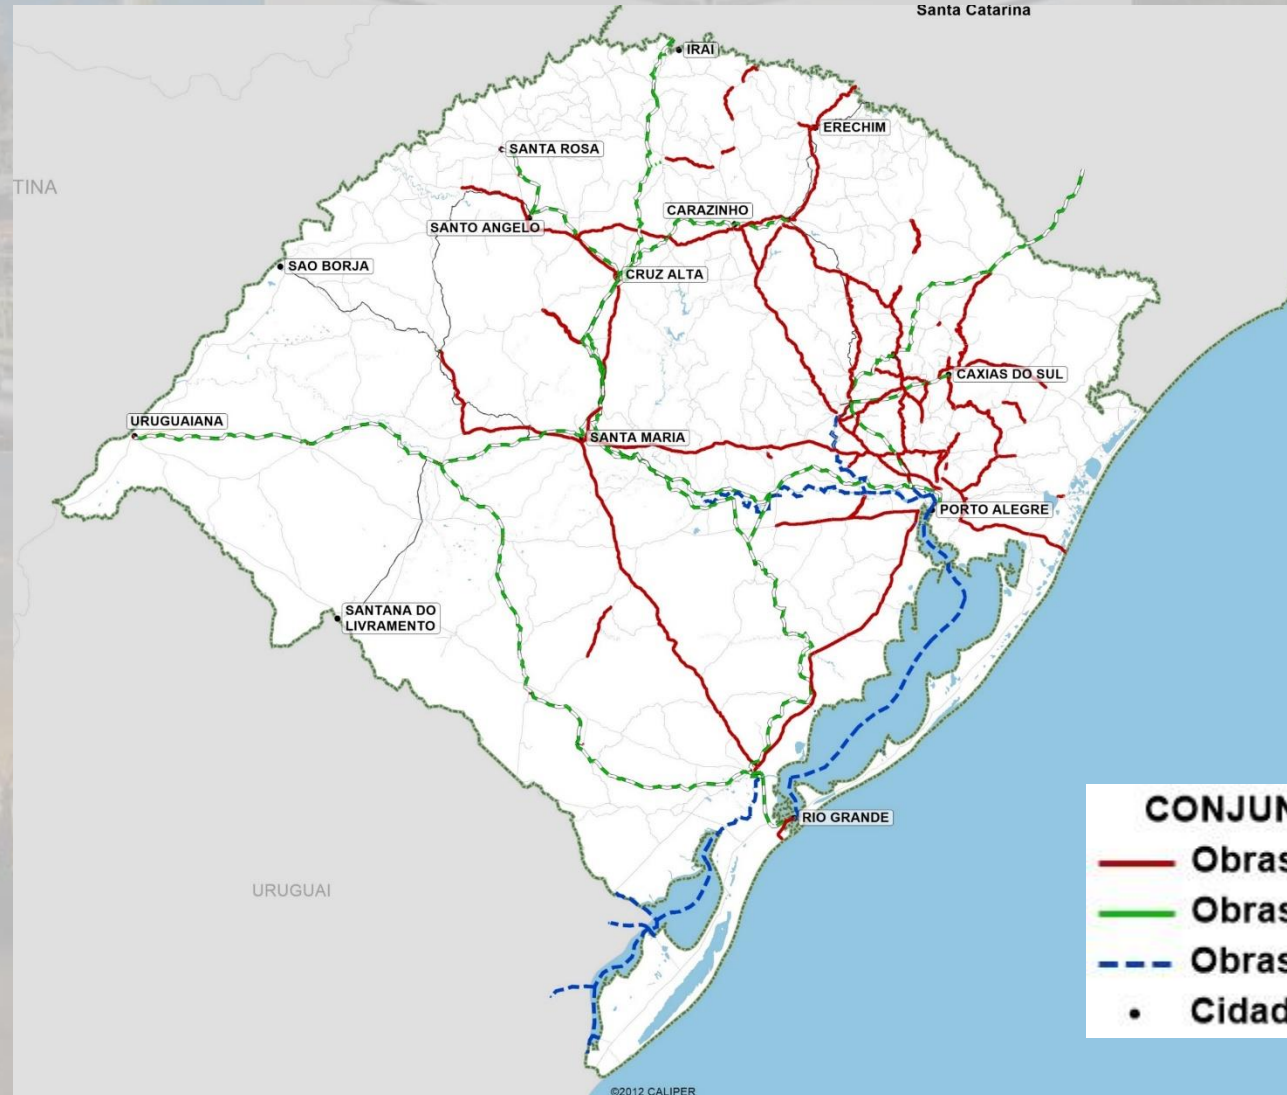 Santa Catarina
IRAI
ERECHIM
SANTA ROSA
TINA
CARAZINHO
SANTO ANGELO
SAO BORJA
CRUZ ALTA
CAXIAS DO SUL
URUGUAIANA
SANTA MARIA
PORTO ALEGRE
SANTANA DO
LIVRAMENTO
RIO GRANDE
URUGUAI
CONJUN
Obras
Obras
Obras
Cidad
©2012 CALIPER